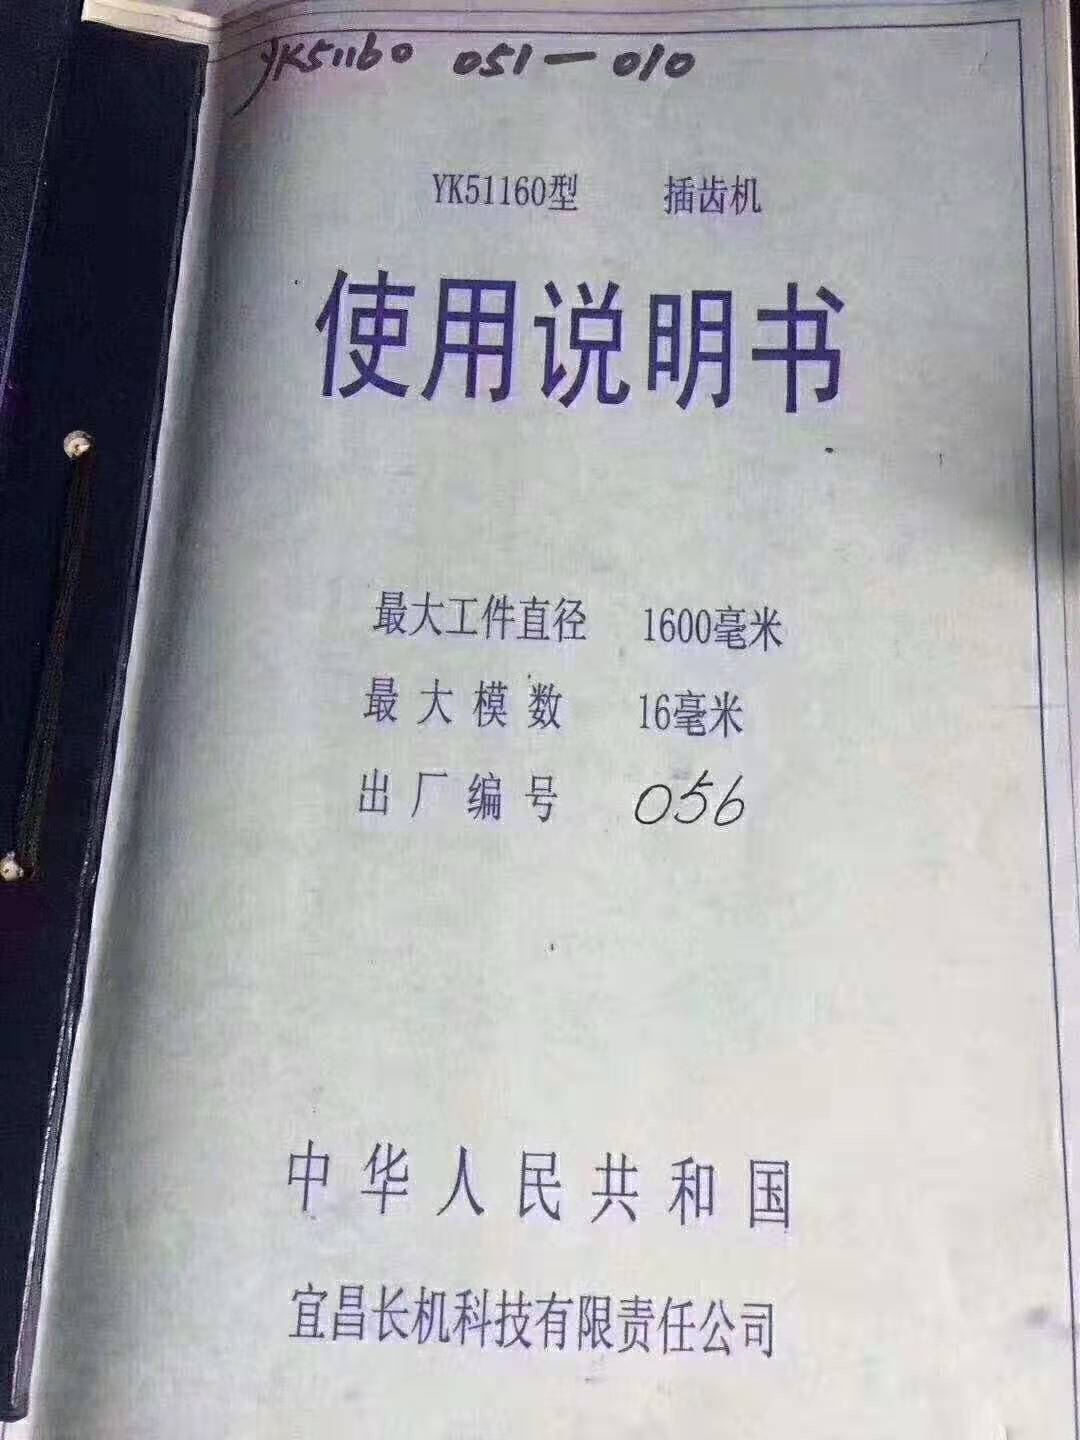 YK51160 051-010
YK51160型 插齿机
使用说明书
最大工件直径 1600毫米
最大模数 16毫米
出厂编号 056
中华人民共和国
宜昌长机科技有限责任公司